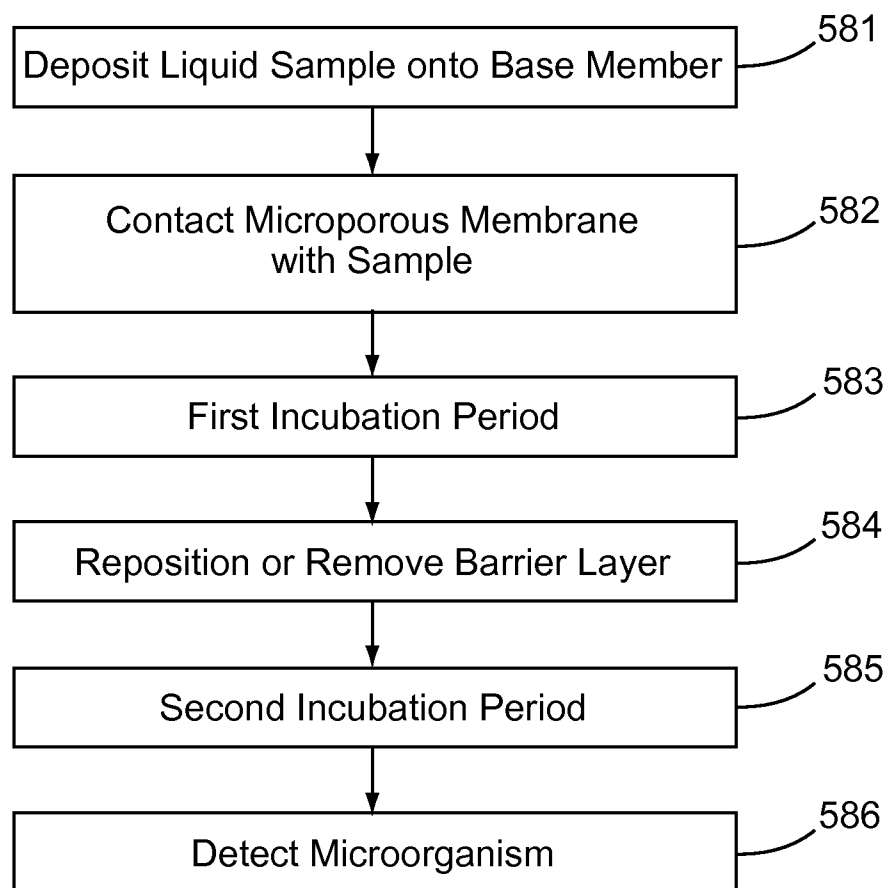 581
Deposit Liquid Sample onto Base Member
582
Contact Microporous Membrane
with Sample
583
First Incubation Period
584
Reposition or Remove Barrier Layer
585
Second Incubation Period
586
Detect Microorganism